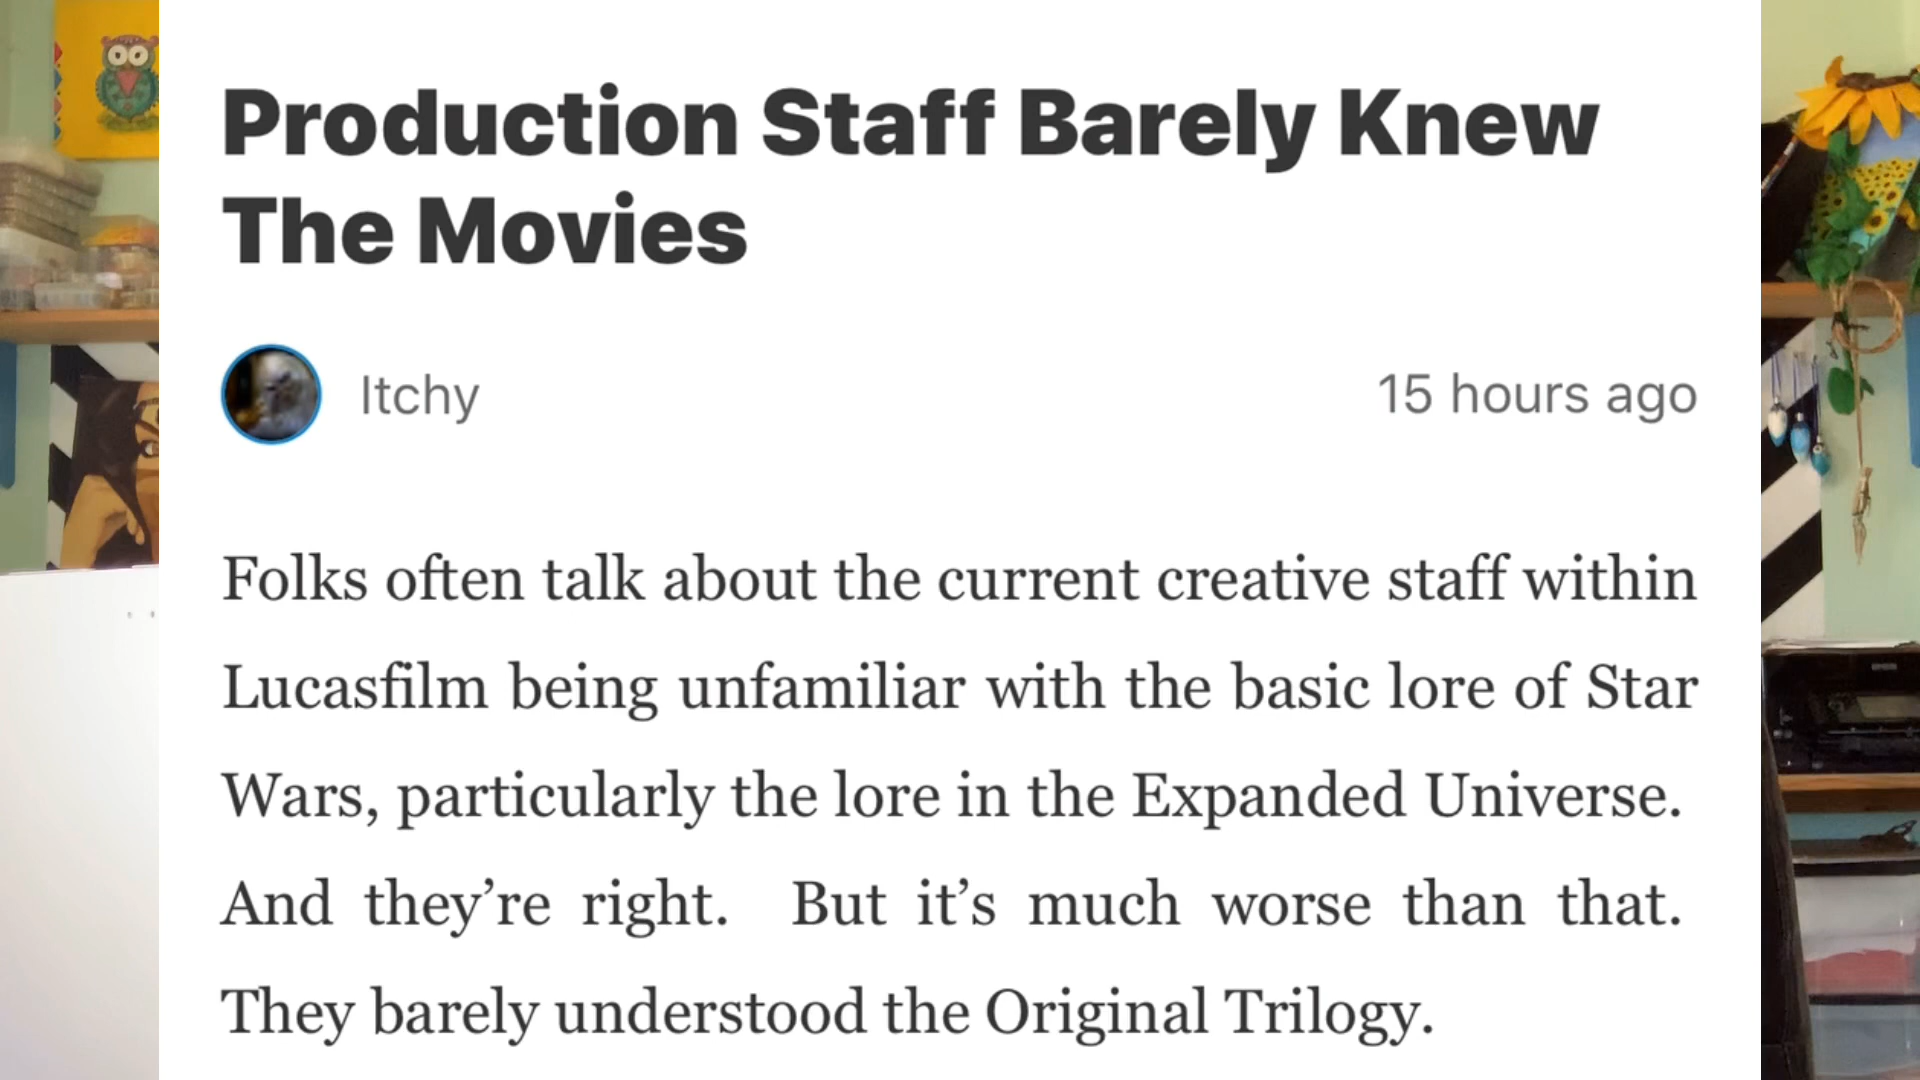 Production Staff Barely Knew
The Movies
Itchy
15 hours ago
Folks often talk about the current creative staff within
Lucasfilm being unfamiliar with the basic lore of Star
Wars, particularly the lore in the Expanded Universe.
And they’re right.  But it’s much worse than that.
They barely understood the Original Trilogy.